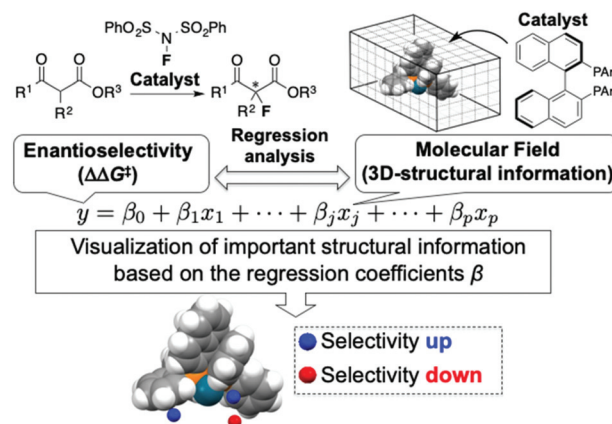 PhO₂S
SO₂Ph
N
F
Catalyst
O O
R¹ OR³
R²
O O
*
R¹ OR³
R² F
Catalyst
PAr
PAr
Regression
analysis
Enantioselectivity
(ΔΔG‡)
Molecular Field
(3D-structural information)
y = β₀ + β₁x₁ + ··· + βⱼxⱼ + ··· + βₚxₚ
Visualization of important structural information
based on the regression coefficients β
Selectivity up
Selectivity down